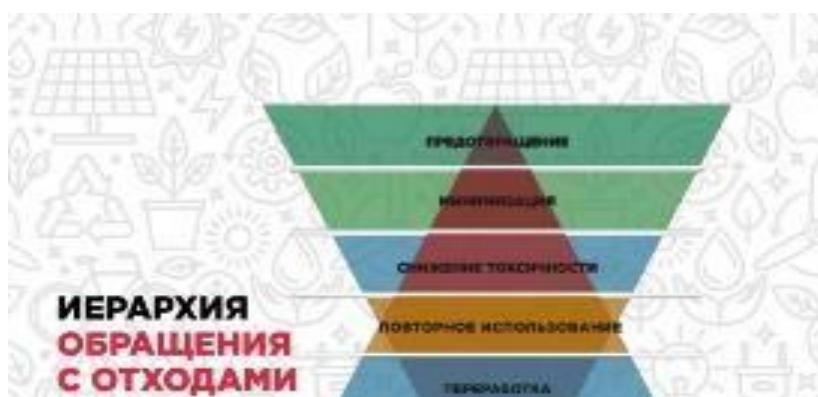 ПРЕДОТВРАЩЕНИЕ
МИНИМИЗАЦИЯ
СНИЖЕНИЕ ТОКСИЧНОСТИ
ПОВТОРНОЕ ИСПОЛЬЗОВАНИЕ
ПЕРЕРАБОТКА
ИЕРАРХИЯ
ОБРАЩЕНИЯ
С ОТХОДАМИ